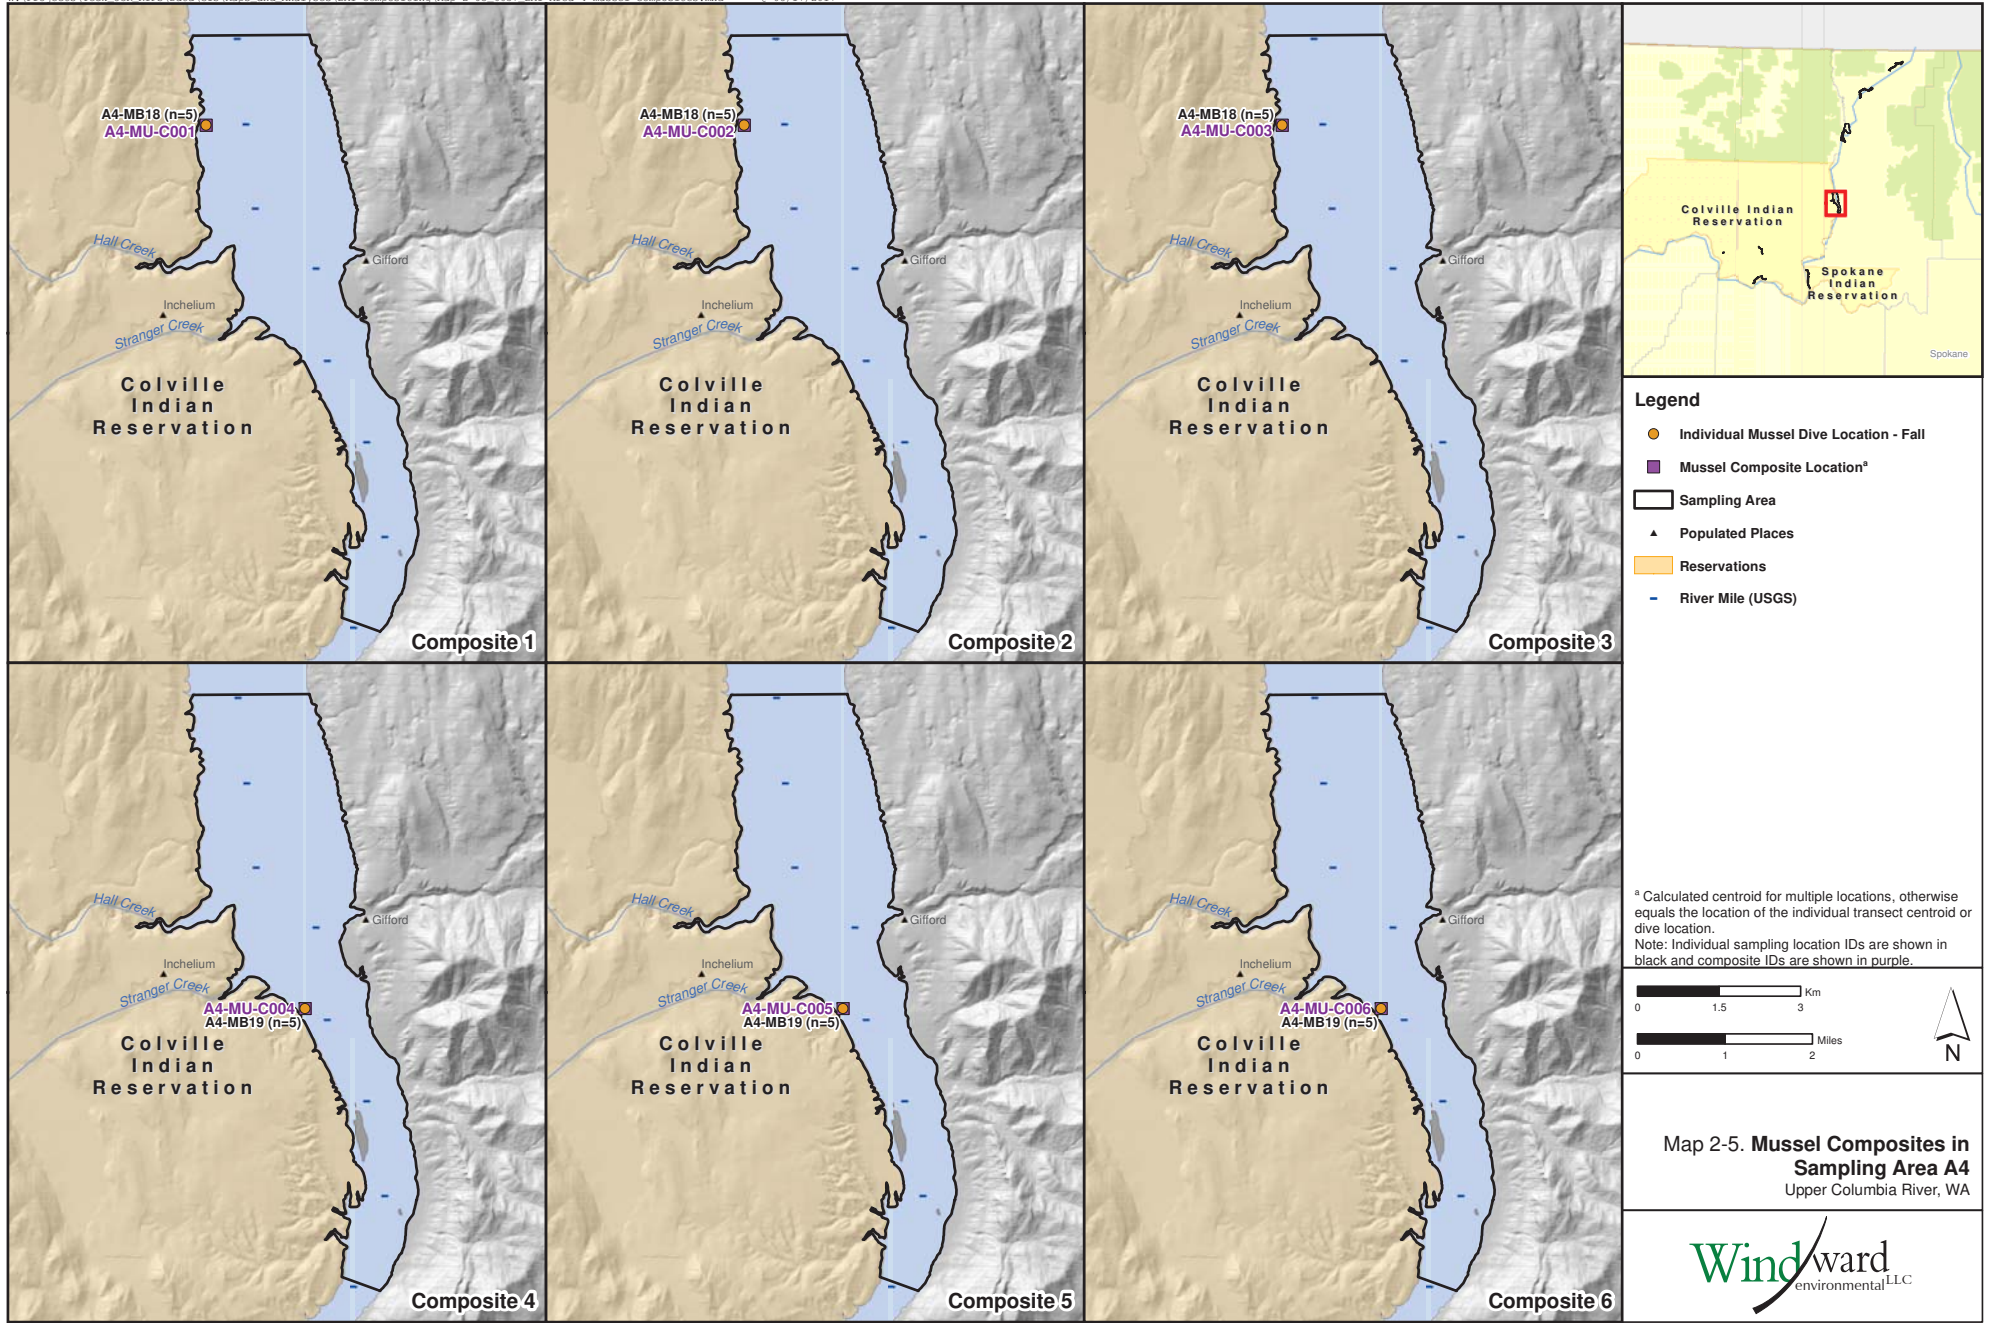 A4-MB18 (n=5)
A4-MU-C001
Hall Creek
Gifford
Inchelium
Stranger Creek
Colville
Indian
Reservation
Composite 1
A4-MB18 (n=5)
A4-MU-C002
Hall Creek
Gifford
Inchelium
Stranger Creek
Colville
Indian
Reservation
Composite 2
A4-MB18 (n=5)
A4-MU-C003
Hall Creek
Gifford
Inchelium
Stranger Creek
Colville
Indian
Reservation
Composite 3
Hall Creek
Gifford
Inchelium
Stranger Creek
A4-MU-C004
A4-MB19 (n=5)
Colville
Indian
Reservation
Composite 4
Hall Creek
Gifford
Inchelium
Stranger Creek
A4-MU-C005
A4-MB19 (n=5)
Colville
Indian
Reservation
Composite 5
Hall Creek
Gifford
Inchelium
Stranger Creek
A4-MU-C006
A4-MB19 (n=5)
Colville
Indian
Reservation
Composite 6
Colville Indian
Reservation
Spokane
Indian
Reservation
Spokane
Legend
Individual Mussel Dive Location - Fall
Mussel Composite Locationa
Sampling Area
Populated Places
Reservations
River Mile (USGS)
a Calculated centroid for multiple locations, otherwise
equals the location of the individual transect centroid or
dive location.
Note: Individual sampling location IDs are shown in
black and composite IDs are shown in purple.
Km
0 1.5 3
Miles
0 1 2
N
Map 2-5. Mussel Composites in
Sampling Area A4
Upper Columbia River, WA
Windward
environmental LLC